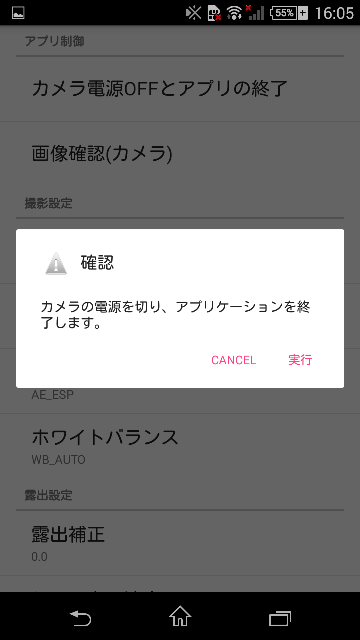 55%
16:05
アプリ制御
カメラ電源OFFとアプリの終了
画像確認(カメラ)
撮影設定
確認
カメラの電源を切り、アプリケーションを終
了します。
CANCEL
実行
AE_ESP
ホワイトバランス
WB_AUTO
露出設定
露出補正
0.0